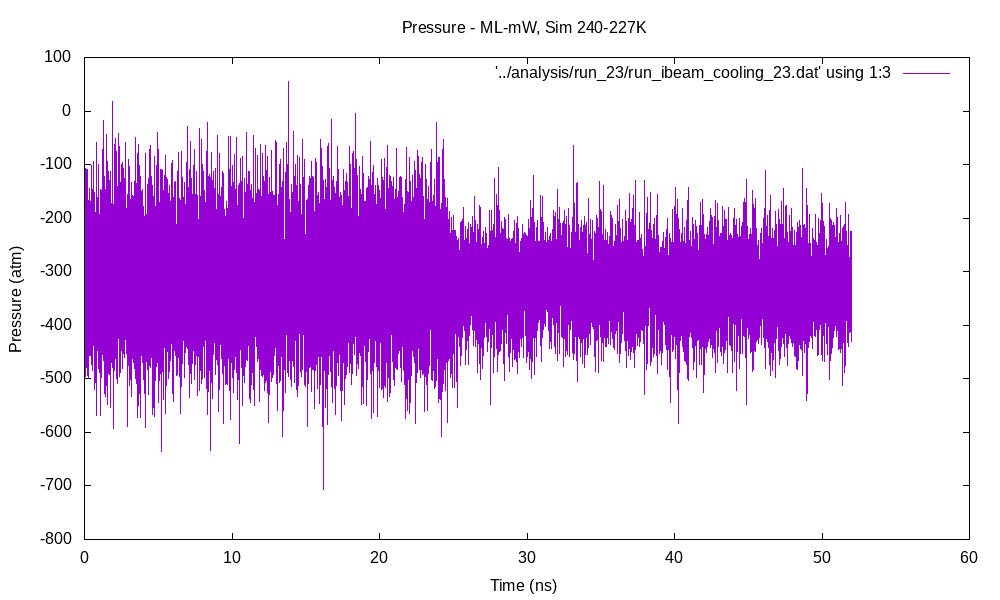 Pressure - ML-mW, Sim 240-227K
'../analysis/run_23/run_ibeam_cooling_23.dat' using 1:3
100
0
-100
-200
-300
-400
-500
-600
-700
-800
Pressure (atm)
0 10 20 30 40 50 60
Time (ns)